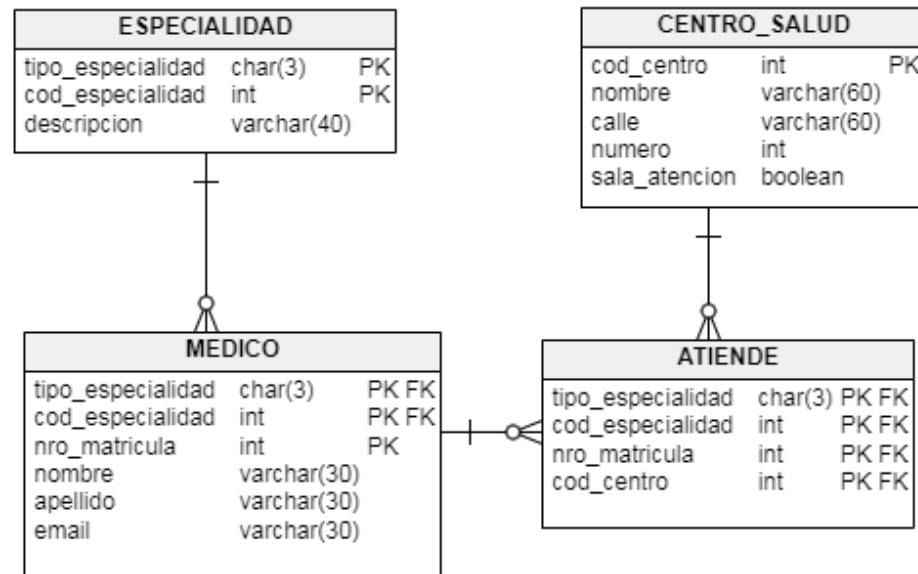 ESPECIALIDAD
tipo_especialidad char(3) PK
cod_especialidad int PK
descripcion varchar(40)
CENTRO_SALUD
cod_centro int PK
nombre varchar(60)
calle varchar(60)
numero int
sala_atencion boolean
MEDICO
tipo_especialidad char(3) PK FK
cod_especialidad int PK FK
nro_matricula int PK
nombre varchar(30)
apellido varchar(30)
email varchar(30)
ATIENDE
tipo_especialidad char(3) PK FK
cod_especialidad int PK FK
nro_matricula int PK FK
cod_centro int PK FK